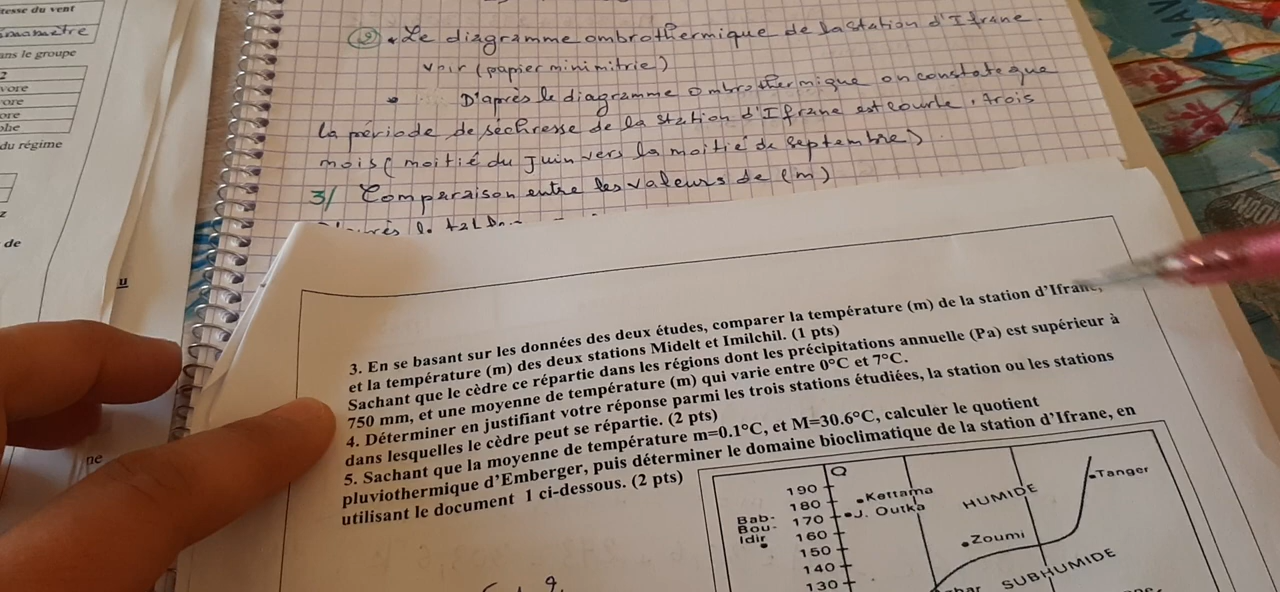 tesse du vent
ans le groupe
2
vore
vore
ore
phe
du régime
z
de
u
ne
2) Le diagramme ombrothermique de la station d'Ifrane.
voir (papier minimitrie)
D'après le diagramme ombrothermique on constate que
la période de séchresse de la station d'Ifrane est courte, trois
mois (moitié du Juin vers la moitié de septembre)
3/ Comparaison entre les valeurs de (m)
3. En se basant sur les données des deux études, comparer la température (m) de la station d'Ifrane,
et la température (m) des deux stations Midelt et Imilchil. (1 pts)
Sachant que le cèdre ce répartie dans les régions dont les précipitations annuelle (Pa) est supérieur à
750 mm, et une moyenne de température (m) qui varie entre 0°C et 7°C.
4. Déterminer en justifiant votre réponse parmi les trois stations étudiées, la station ou les stations
dans lesquelles le cèdre peut se répartie. (2 pts)
5. Sachant que la moyenne de température m=0.1°C, et M=30.6°C, calculer le quotient
pluviothermique d'Emberger, puis déterminer le domaine bioclimatique de la station d'Ifrane, en
utilisant le document 1 ci-dessous. (2 pts)
Q
190
180
170
160
150
140
130
Bab-
Bou-
Idir
Kettama
J. Outka
HUMIDE
Tanger
Zoumi
SUBHUMIDE